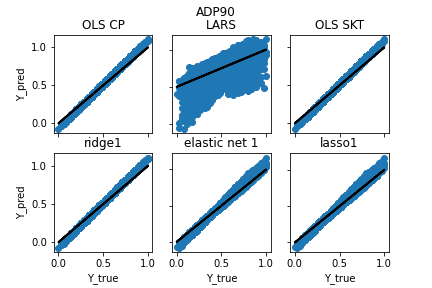 ADP90
OLS CP
LARS
OLS SKT
1.0
0.5
0.0
Y_pred
ridge1
elastic net 1
lasso1
1.0
0.5
0.0
Y_pred
0.0 0.5 1.0
0.0 0.5 1.0
0.0 0.5 1.0
Y_true
Y_true
Y_true